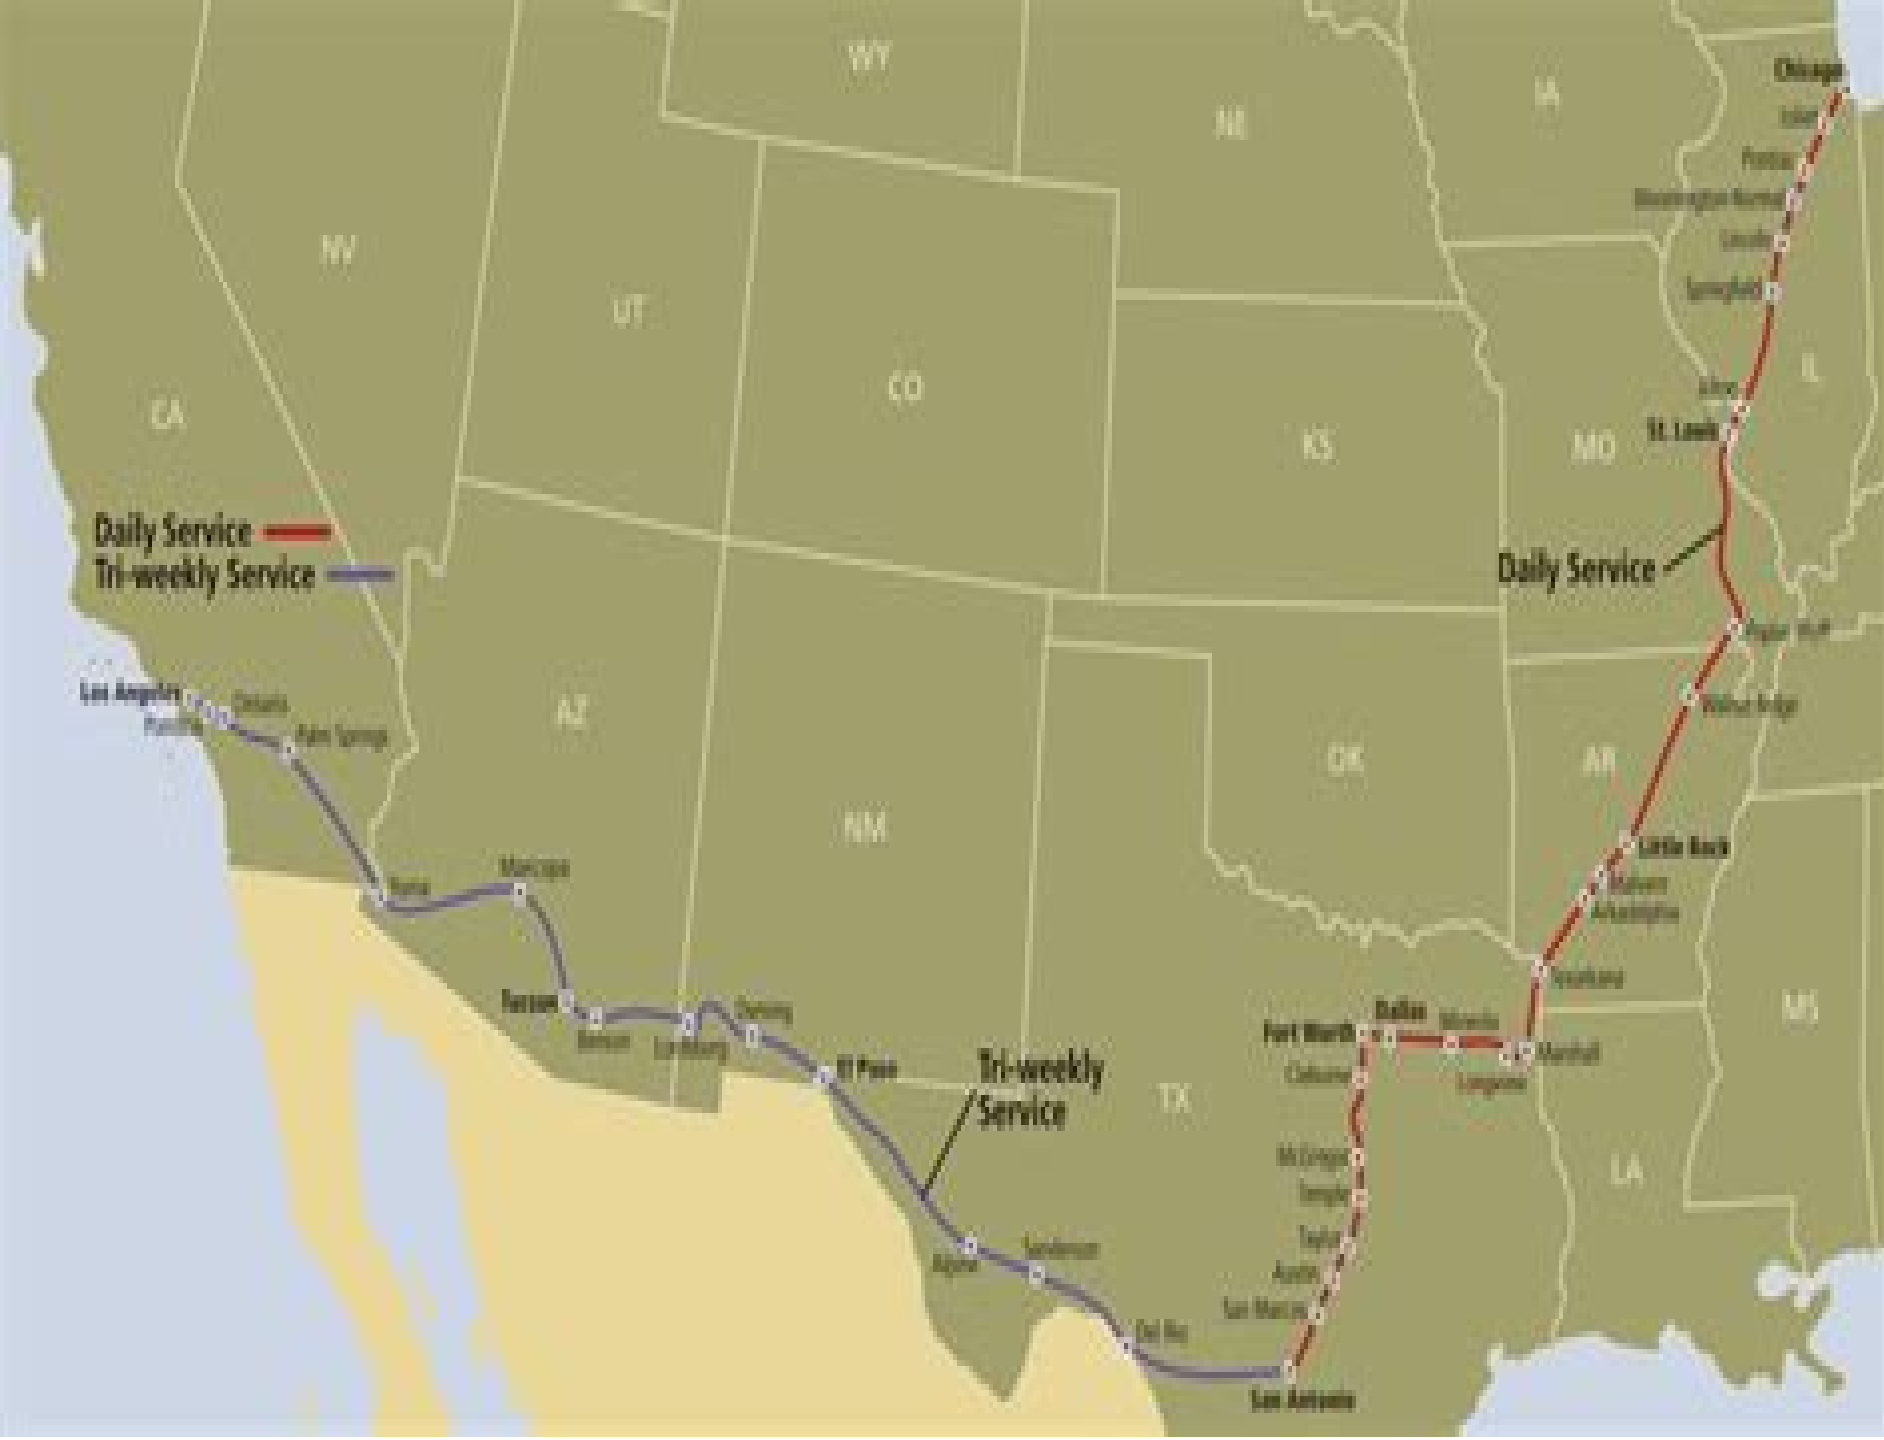 WY
IA
NE
Chicago
Joliet
Pontiac
Bloomington-Normal
Lincoln
Springfield
NV
UT
CO
IL
CA
KS
MO
Alton
St. Louis
Daily Service
Tri-weekly Service
Daily Service
Poplar Bluff
Walnut Ridge
Los Angeles
Pomona
Ontario
Palm Springs
AZ
NM
OK
AR
Little Rock
Malvern
Arkadelphia
Texarkana
Yuma
Maricopa
Tucson
Benson
Lordsburg
Deming
El Paso
Tri-weekly
Service
TX
Fort Worth
Dallas
Mineola
Longview
Marshall
Cleburne
McGregor
Temple
Taylor
Austin
San Marcos
San Antonio
MS
LA
Alpine
Sanderson
Del Rio